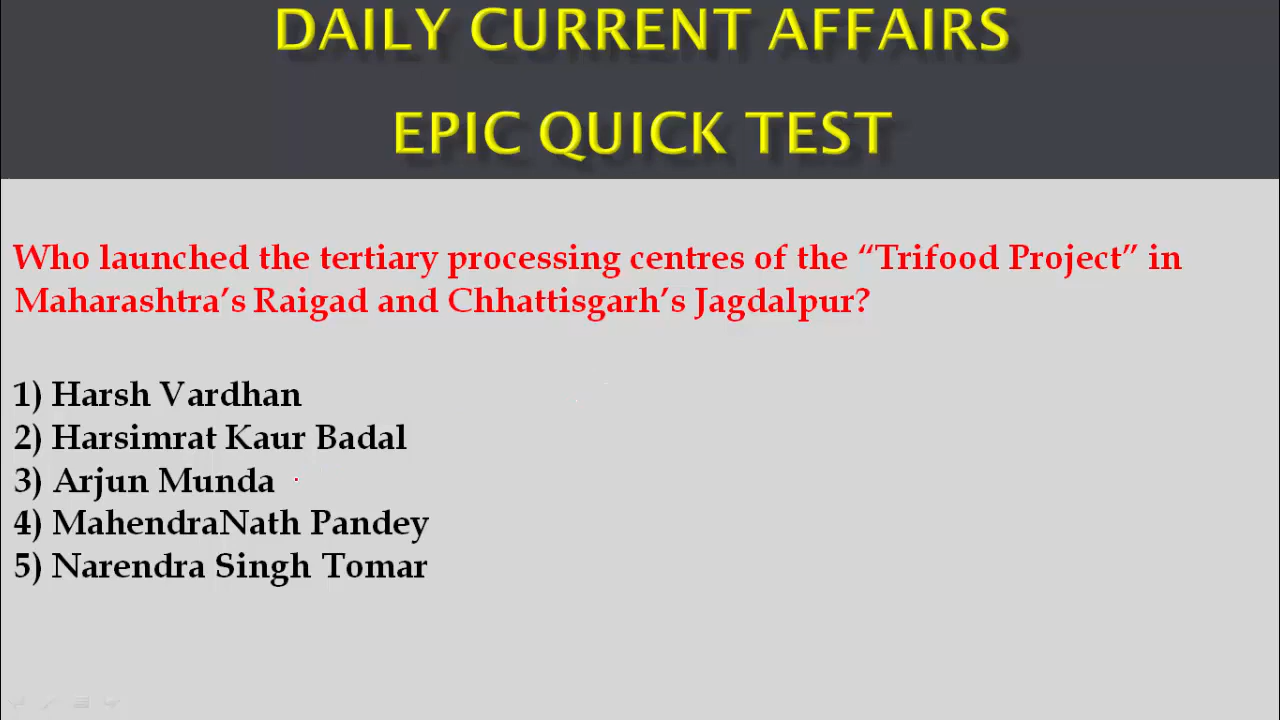 DAILY CURRENT AFFAIRS
EPIC QUICK TEST
Who launched the tertiary processing centres of the “Trifood Project” in
Maharashtra’s Raigad and Chhattisgarh’s Jagdalpur?
1) Harsh Vardhan
2) Harsimrat Kaur Badal
3) Arjun Munda
4) MahendraNath Pandey
5) Narendra Singh Tomar